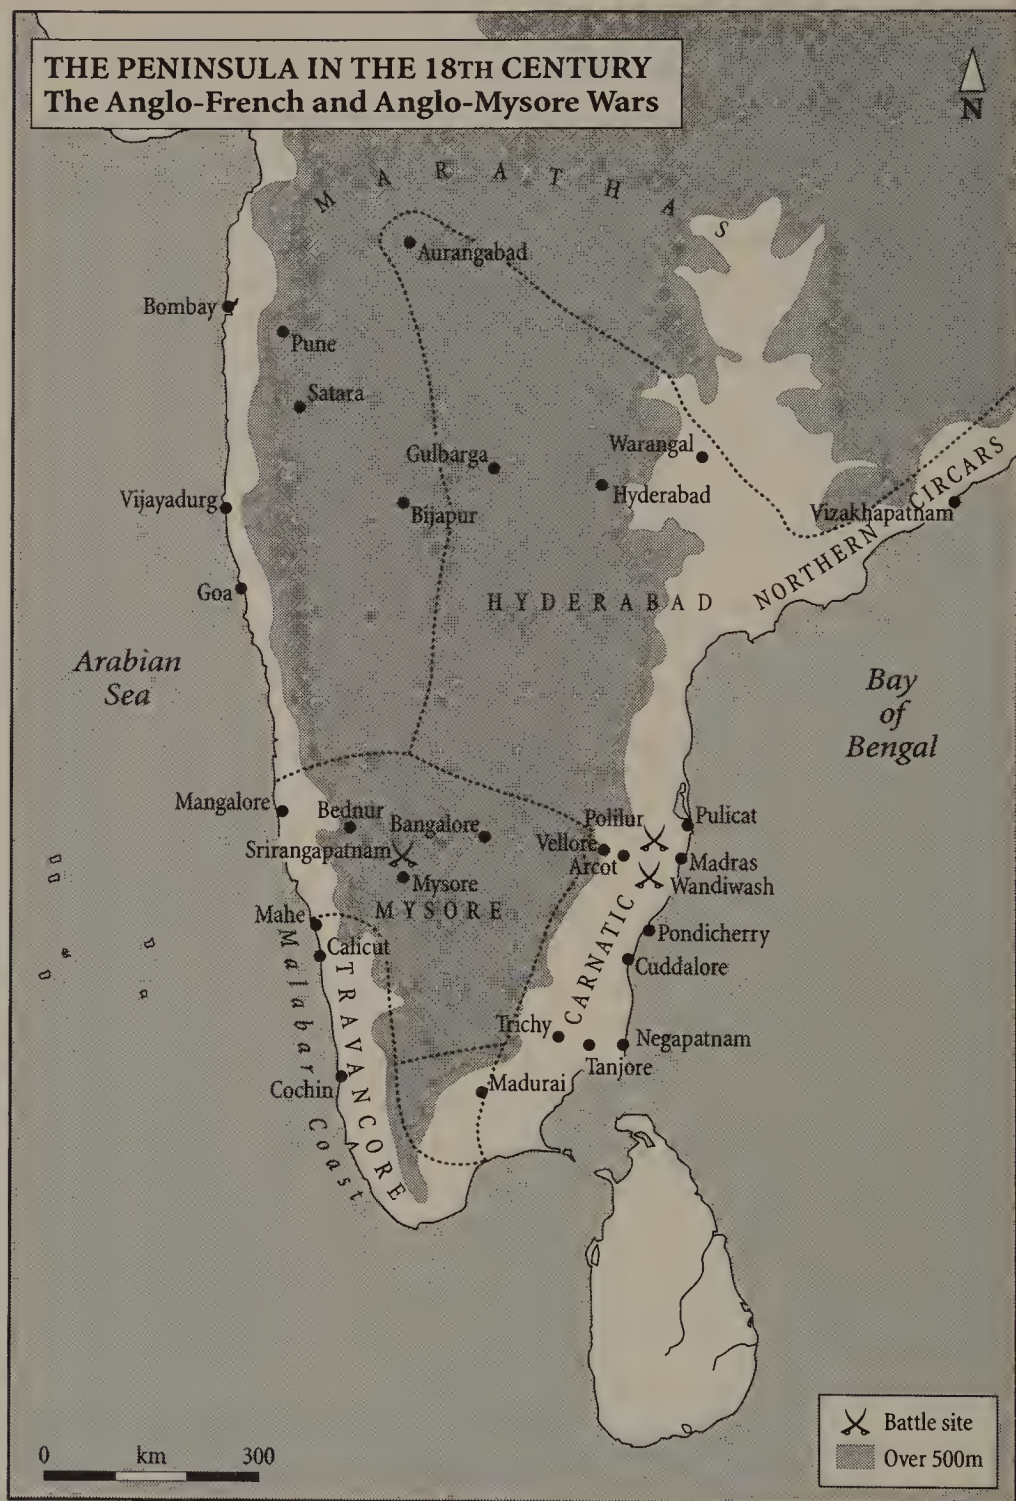 THE PENINSULA IN THE 18TH CENTURY
The Anglo-French and Anglo-Mysore Wars
N
MARATHAS
Aurangabad
Bombay
Pune
Satara
Gulbarga
Warangal
Hyderabad
Vijayadurg
Bijapur
Vizakhapatnam
NORTHERN CIRCARS
Goa
HYDERABAD
Arabian
Sea
Bay
of
Bengal
Mangalore
Bednur
Bangalore
Srirangapatnam
Mysore
MYSORE
Polilur
Pulicat
Vellore
Arcot
Madras
Wandiwash
Mahe
Calicut
Malabar Coast
TRAVANCORE
CARNATIC
Pondicherry
Cuddalore
Trichy
Negapatnam
Tanjore
Cochin
Madurai
Battle site
Over 500m
0 km 300